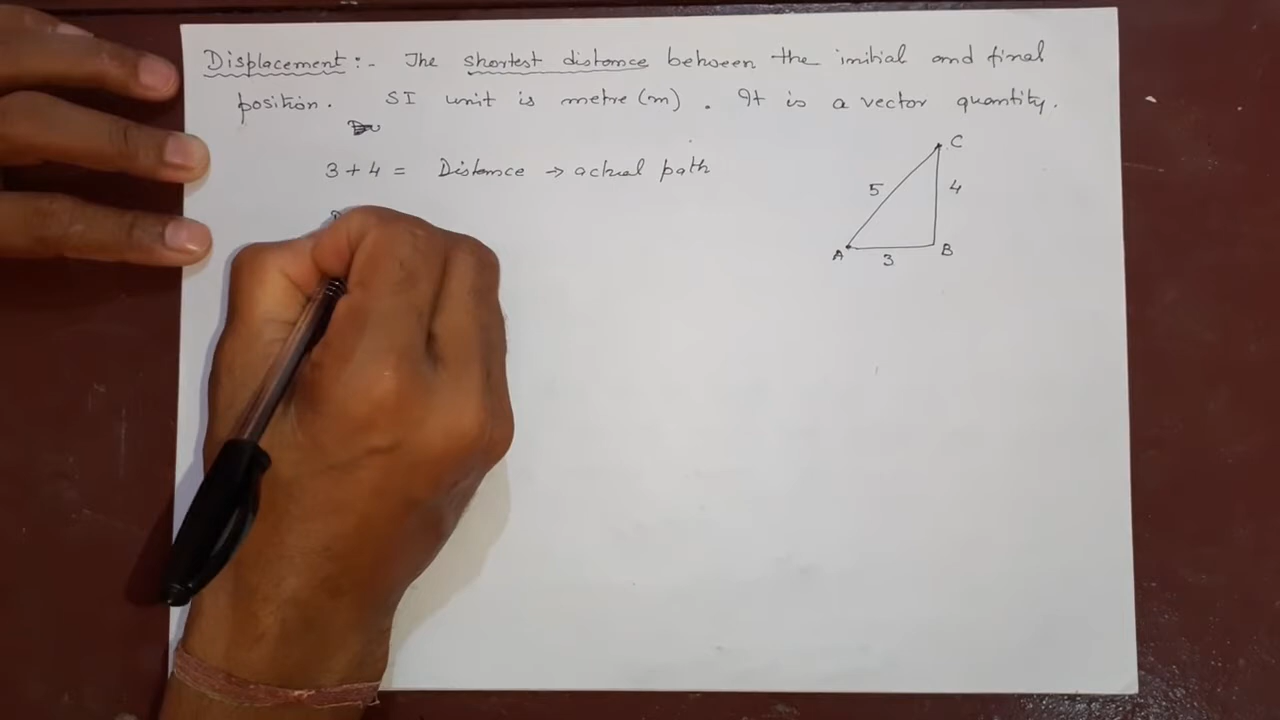 Displacement :- The shortest distance between the initial and final
position. SI unit is metre (m). It is a vector quantity.
3 + 4 = Distance → actual path
C
5
4
A
3
B